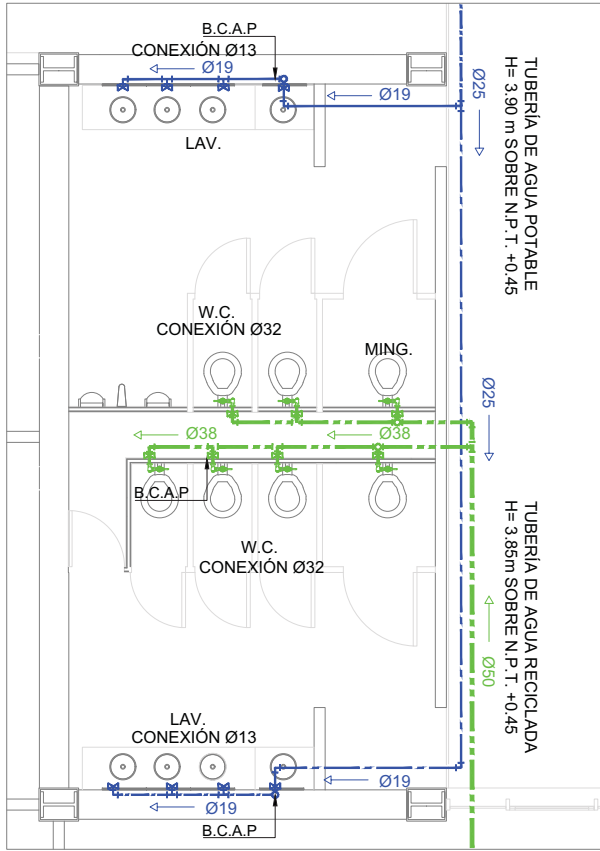 B.C.A.P
CONEXIÓN Ø13
Ø19
Ø19
LAV.
Ø25
TUBERÍA DE AGUA POTABLE
H= 3.90 m SOBRE N.P.T. +0.45
W.C.
CONEXIÓN Ø32
MING.
Ø25
Ø38
Ø38
B.C.A.P
W.C.
CONEXIÓN Ø32
TUBERÍA DE AGUA RECICLADA
H= 3.85m SOBRE N.P.T. +0.45
Ø50
LAV.
CONEXIÓN Ø13
Ø19
Ø19
B.C.A.P